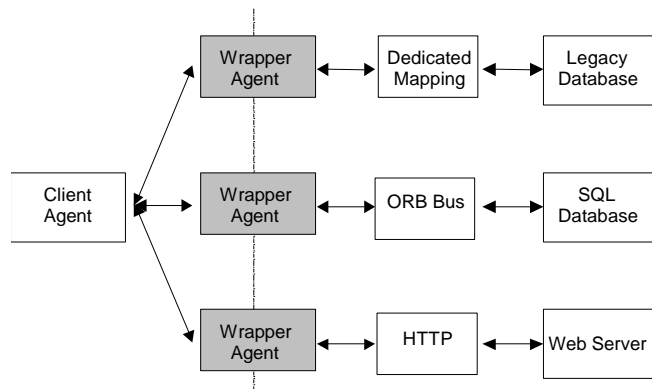 Wrapper
Agent
Dedicated
Mapping
Legacy
Database
Client
Agent
Wrapper
Agent
ORB Bus
SQL
Database
Wrapper
Agent
HTTP
Web Server